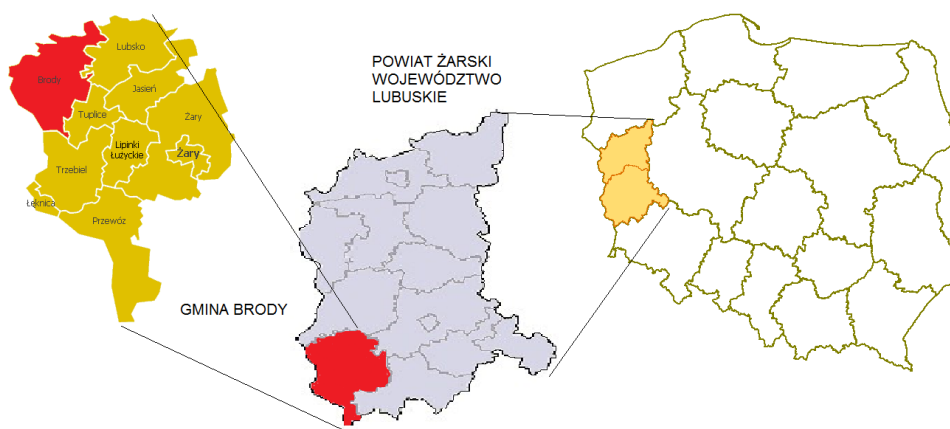 POWIAT ŻARSKI
WOJEWÓDZTWO
LUBUSKIE
Lubsko
Brody
Jasień
Tuplice
Żary
Lipinki
Łużyckie
Żary
Trzebiel
Łęknica
Przewóz
GMINA BRODY